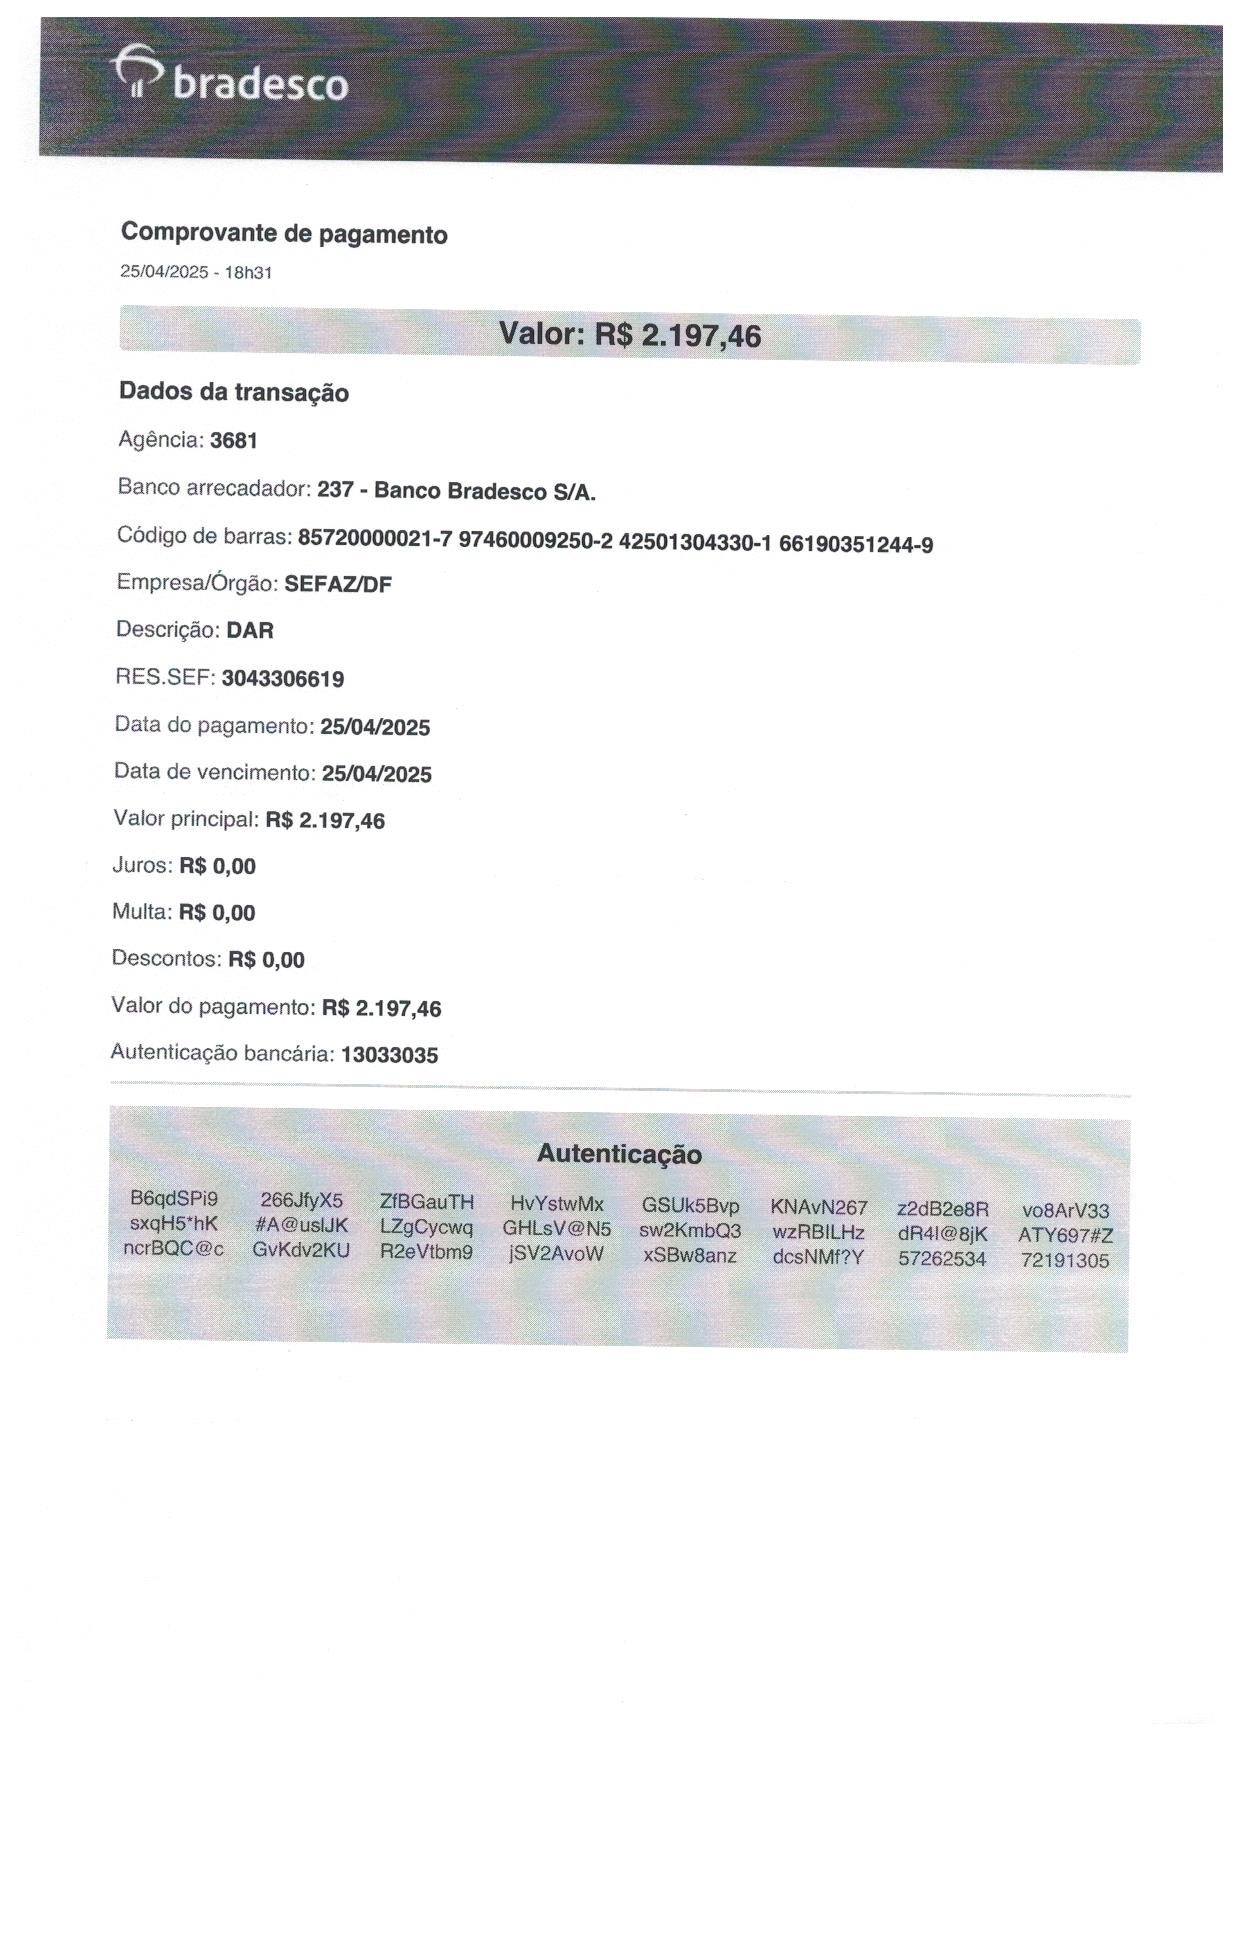 bradesco
Comprovante de pagamento
25/04/2025 - 18h31
Valor: R$ 2.197,46
Dados da transação
Agência: 3681
Banco arrecadador: 237 - Banco Bradesco S/A.
Código de barras: 85720000021-7 97460009250-2 42501304330-1 66190351244-9
Empresa/Órgão: SEFAZ/DF
Descrição: DAR
RES.SEF: 3043306619
Data do pagamento: 25/04/2025
Data de vencimento: 25/04/2025
Valor principal: R$ 2.197,46
Juros: R$ 0,00
Multa: R$ 0,00
Descontos: R$ 0,00
Valor do pagamento: R$ 2.197,46
Autenticação bancária: 13033035
Autenticação
B6qdSPi9 266JfyX5 ZfBGauTH HvYstwMx GSUk5Bvp KNAvN267 z2dB2e8R vo8ArV33
sxqH5*hK #A@uslJK LZgCycwq GHLsV@N5 sw2KmbQ3 wzRBILHz dR4I@8jK ATY697#Z
ncrBQC@c GvKdv2KU R2eVtbm9 jSV2AvoW xSBw8anz dcsNMf?Y 57262534 72191305